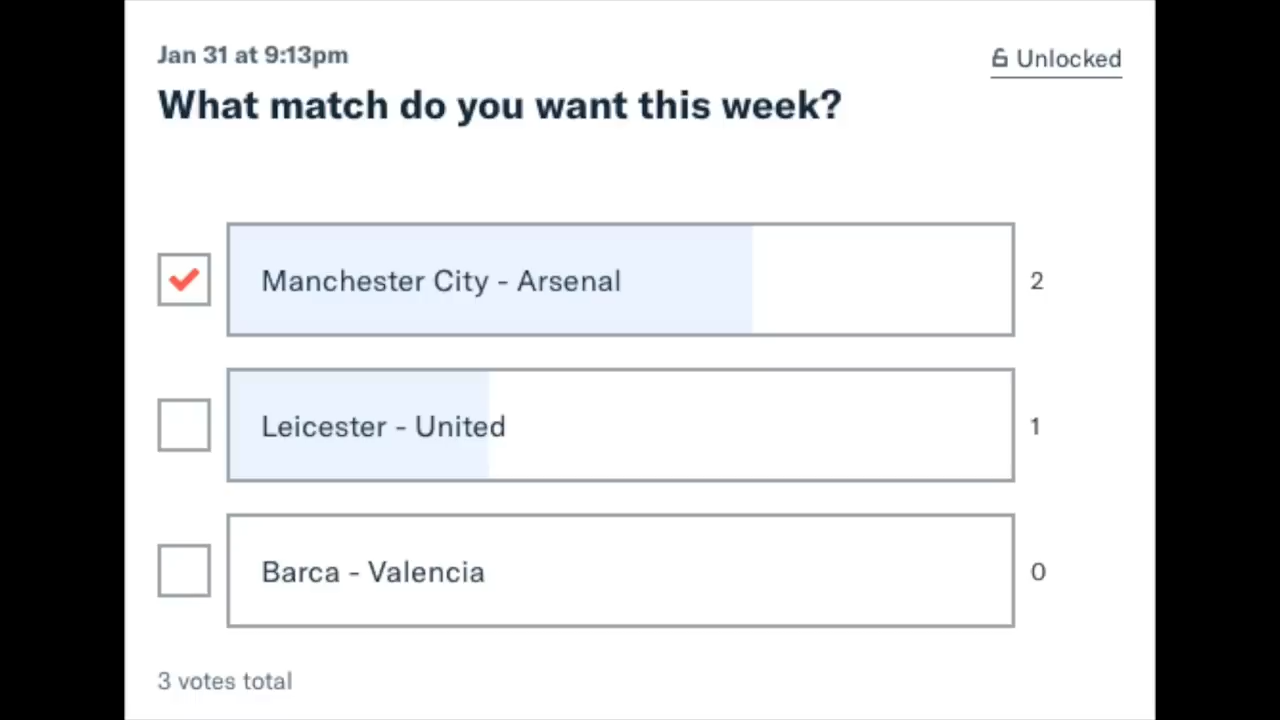 Jan 31 at 9:13pm
Unlocked
What match do you want this week?
Manchester City - Arsenal
2
Leicester - United
1
Barca - Valencia
0
3 votes total